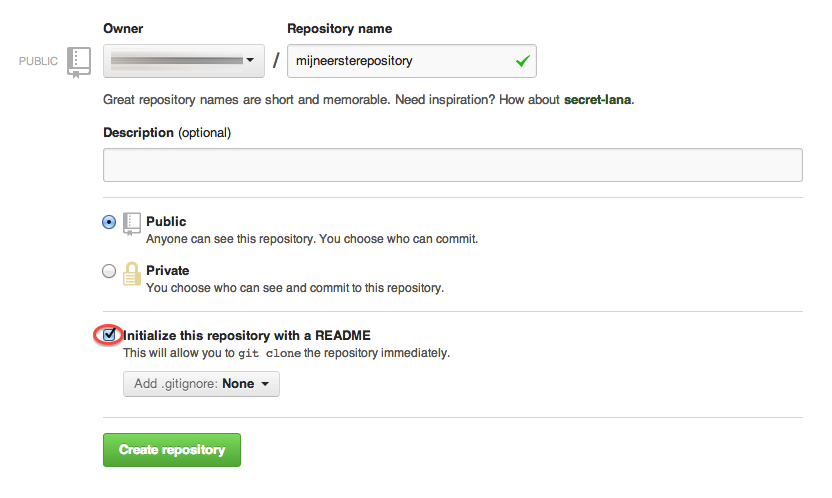 Owner
Repository name
PUBLIC
/
mijneersterepository
Great repository names are short and memorable. Need inspiration? How about secret-lana.
Description (optional)
Public
Anyone can see this repository. You choose who can commit.
Private
You choose who can see and commit to this repository.
Initialize this repository with a README
This will allow you to git clone the repository immediately.
Add .gitignore: None
Create repository